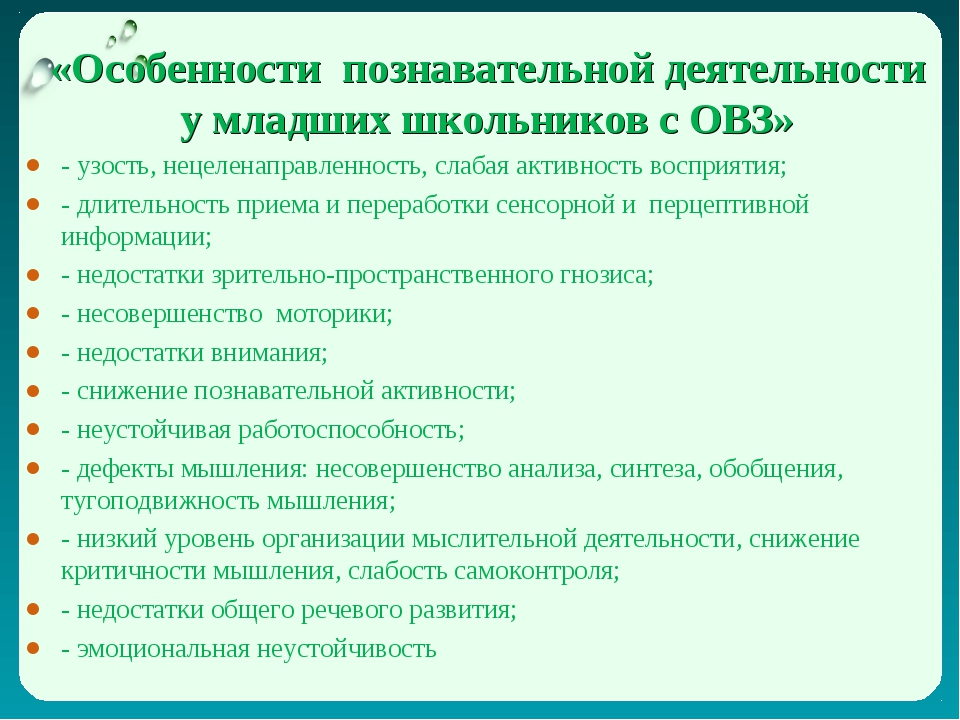 «Особенности познавательной деятельности
у младших школьников с ОВЗ»
- узость, нецеленаправленность, слабая активность восприятия;
- длительность приема и переработки сенсорной и перцептивной
информации;
- недостатки зрительно-пространственного гнозиса;
- несовершенство моторики;
- недостатки внимания;
- снижение познавательной активности;
- неустойчивая работоспособность;
- дефекты мышления: несовершенство анализа, синтеза, обобщения,
тугоподвижность мышления;
- низкий уровень организации мыслительной деятельности, снижение
критичности мышления, слабость самоконтроля;
- недостатки общего речевого развития;
- эмоциональная неустойчивость